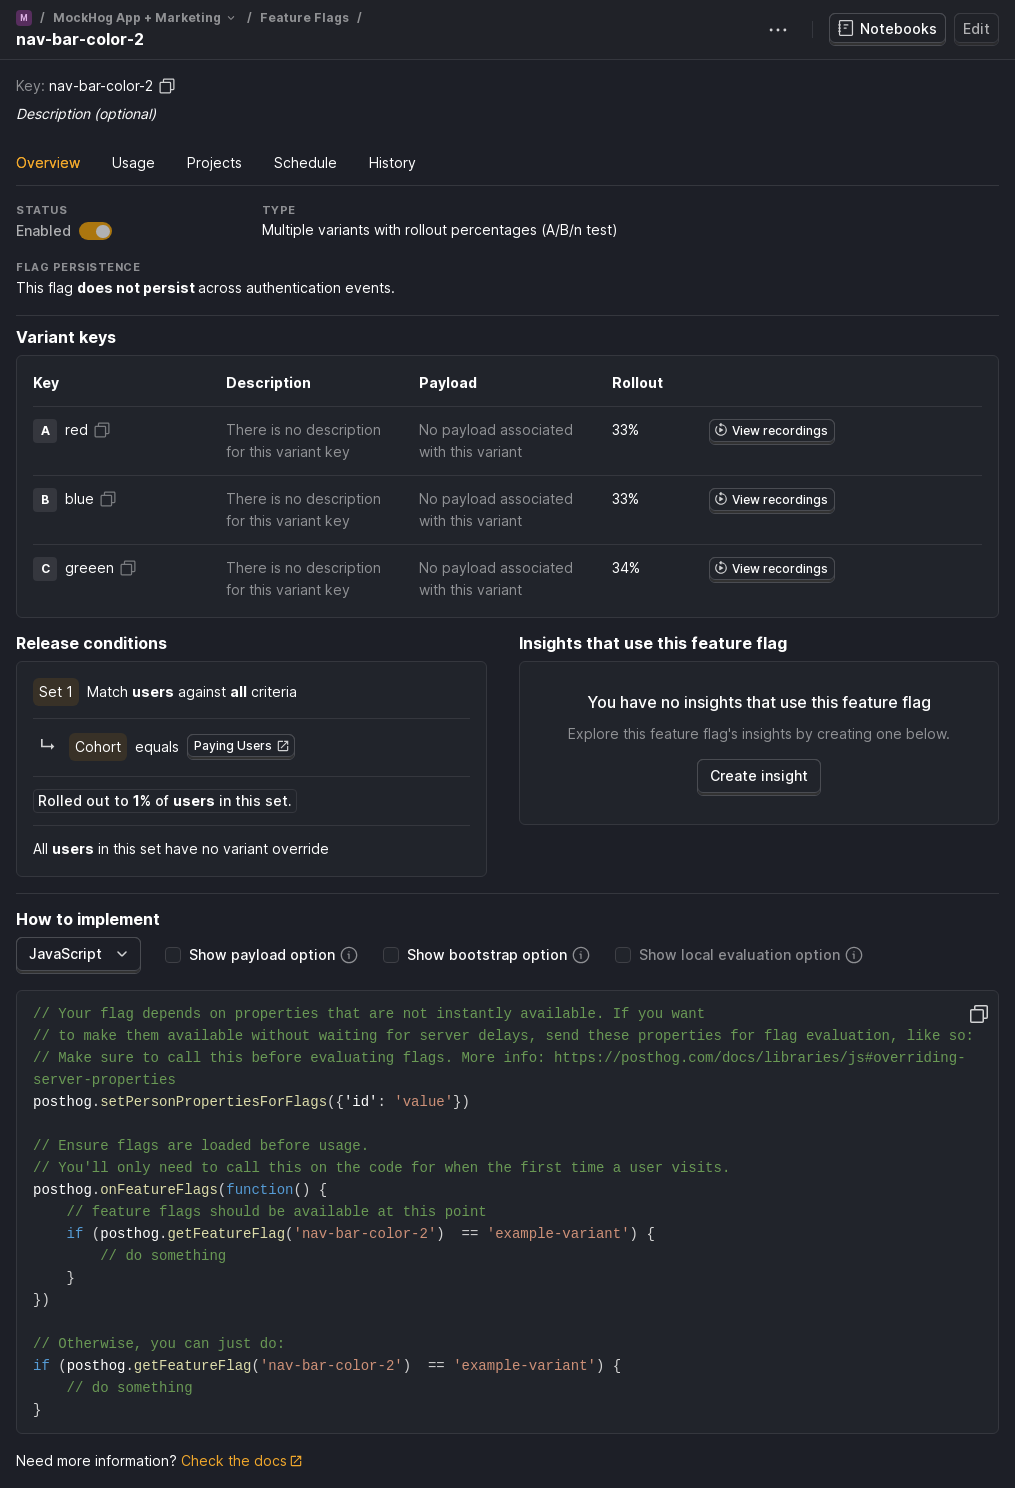 M / MockHog App + Marketing / Feature Flags /
nav-bar-color-2
Notebooks
Edit
Key: nav-bar-color-2
Description (optional)
Overview Usage Projects Schedule History
STATUS TYPE
Enabled Multiple variants with rollout percentages (A/B/n test)
FLAG PERSISTENCE
This flag does not persist across authentication events.
Variant keys
Key Description Payload Rollout
A red There is no description No payload associated 33% View recordings
for this variant key with this variant
B blue There is no description No payload associated 33% View recordings
for this variant key with this variant
C greeen There is no description No payload associated 34% View recordings
for this variant key with this variant
Release conditions
Set 1 Match users against all criteria
Cohort equals Paying Users
Rolled out to 1% of users in this set.
All users in this set have no variant override
Insights that use this feature flag
You have no insights that use this feature flag
Explore this feature flag's insights by creating one below.
Create insight
How to implement
JavaScript Show payload option Show bootstrap option Show local evaluation option
// Your flag depends on properties that are not instantly available. If you want
// to make them available without waiting for server delays, send these properties for flag evaluation, like so:
// Make sure to call this before evaluating flags. More info: https://posthog.com/docs/libraries/js#overriding-
server-properties
posthog.setPersonPropertiesForFlags({'id': 'value'})
// Ensure flags are loaded before usage.
// You'll only need to call this on the code for when the first time a user visits.
posthog.onFeatureFlags(function() {
    // feature flags should be available at this point
    if (posthog.getFeatureFlag('nav-bar-color-2')  == 'example-variant') {
        // do something
    }
})
// Otherwise, you can just do:
if (posthog.getFeatureFlag('nav-bar-color-2')  == 'example-variant') {
    // do something
}
Need more information? Check the docs